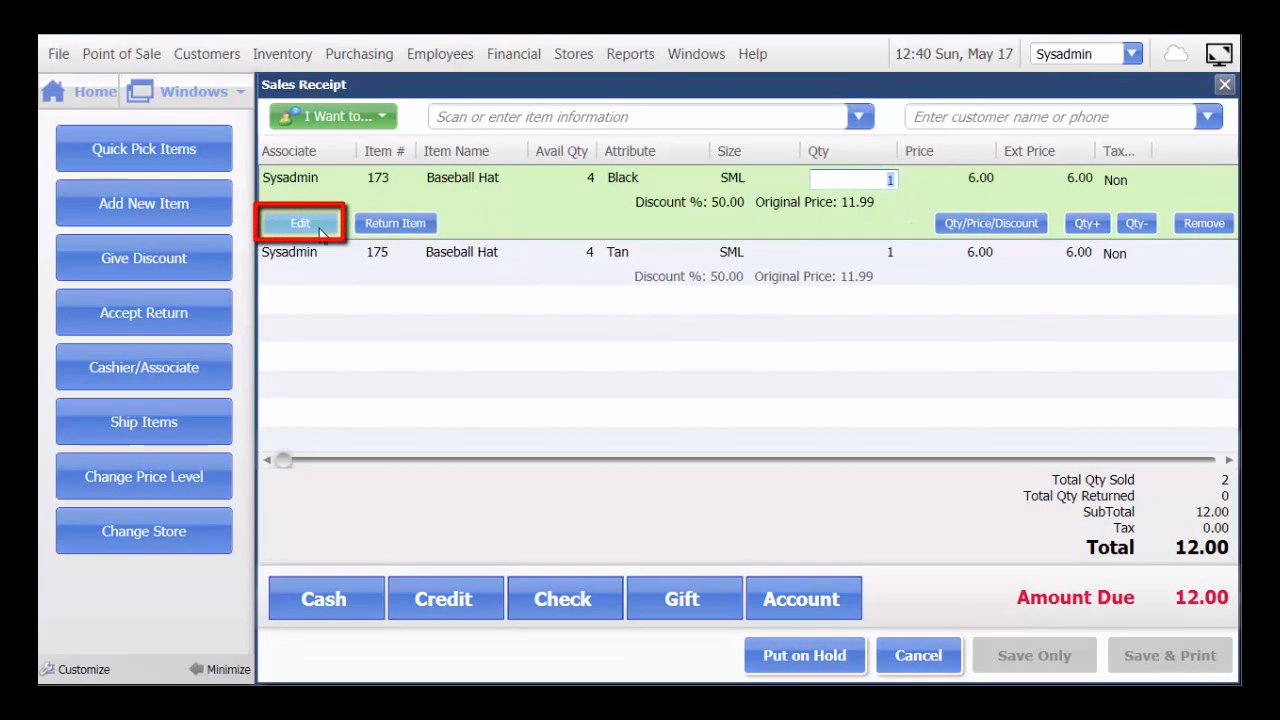 File Point of Sale Customers Inventory Purchasing Employees Financial Stores Reports Windows Help 12:40 Sun, May 17 Sysadmin
Home Windows
Sales Receipt
I Want to... Scan or enter item information Enter customer name or phone
Associate Item # Item Name Avail Qty Attribute Size Qty Price Ext Price Tax...
Sysadmin 173 Baseball Hat 4 Black SML 1 6.00 6.00 Non
Discount %: 50.00 Original Price: 11.99
Edit Return Item Qty/Price/Discount Qty+ Qty- Remove
Sysadmin 175 Baseball Hat 4 Tan SML 1 6.00 6.00 Non
Discount %: 50.00 Original Price: 11.99
Quick Pick Items
Add New Item
Give Discount
Accept Return
Cashier/Associate
Ship Items
Change Price Level
Change Store
Total Qty Sold 2
Total Qty Returned 0
SubTotal 12.00
Tax 0.00
Total 12.00
Cash Credit Check Gift Account Amount Due 12.00
Put on Hold Cancel Save Only Save & Print
Customize Minimize